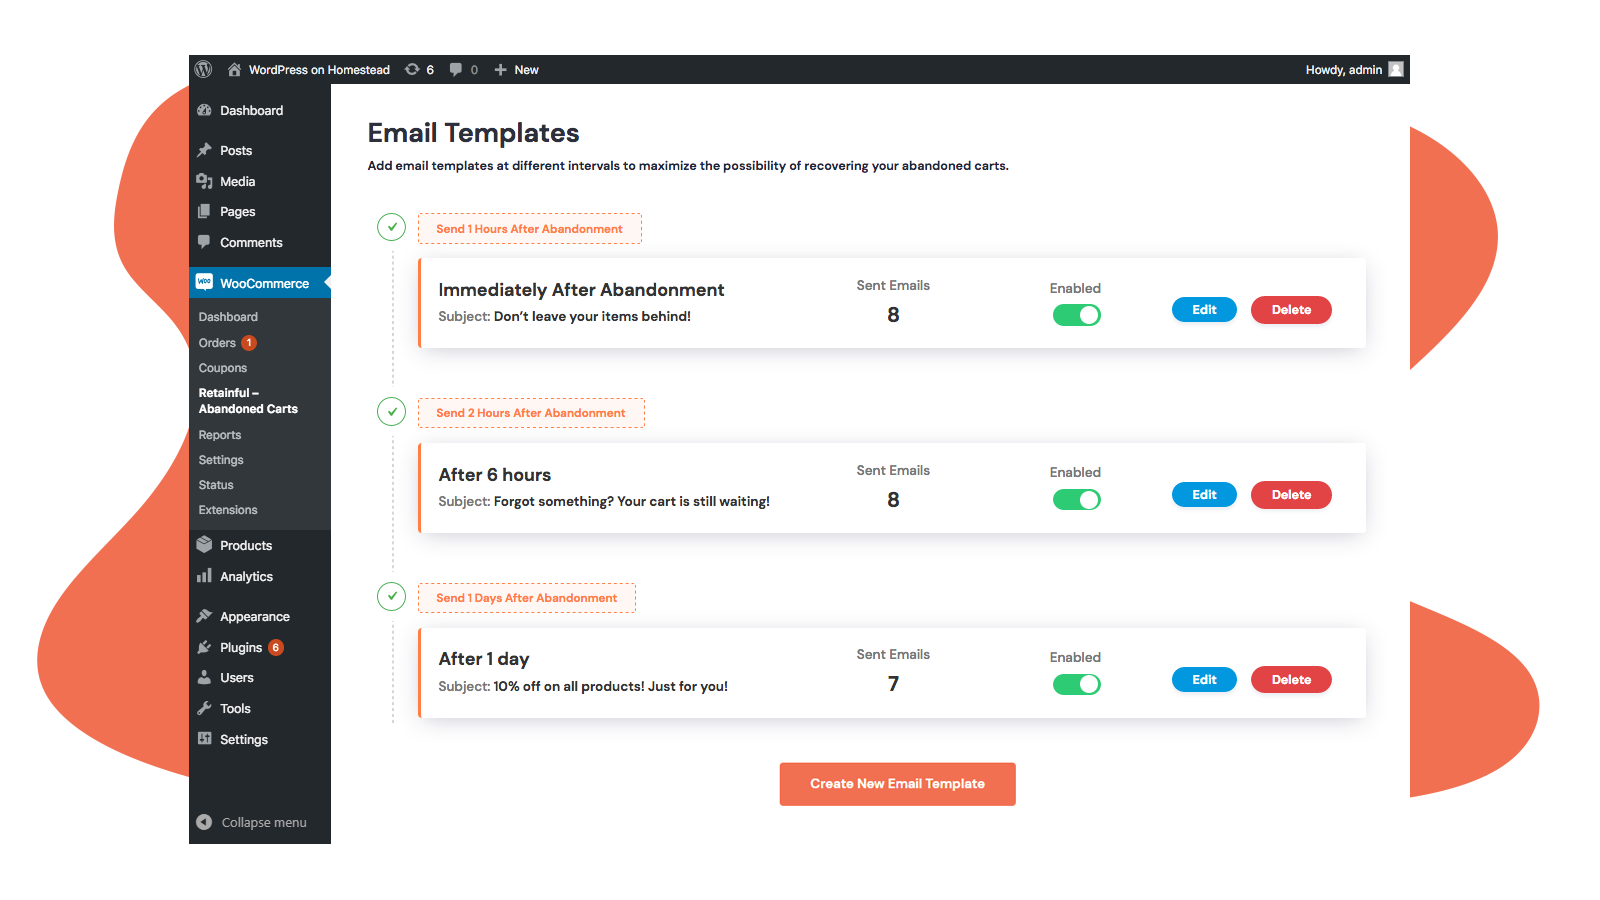 WordPress on Homestead 6 0 New Howdy, admin
Dashboard
Posts
Media
Pages
Comments
Woo WooCommerce
Dashboard
Orders 1
Coupons
Retainful –
Abandoned Carts
Reports
Settings
Status
Extensions
Products
Analytics
Appearance
Plugins 6
Users
Tools
Settings
Collapse menu
Email Templates
Add email templates at different intervals to maximize the possibility of recovering your abandoned carts.
Send 1 Hours After Abandonment
Immediately After Abandonment
Subject: Don’t leave your items behind!
Sent Emails
8
Enabled
Edit
Delete
Send 2 Hours After Abandonment
After 6 hours
Subject: Forgot something? Your cart is still waiting!
Sent Emails
8
Enabled
Edit
Delete
Send 1 Days After Abandonment
After 1 day
Subject: 10% off on all products! Just for you!
Sent Emails
7
Enabled
Edit
Delete
Create New Email Template